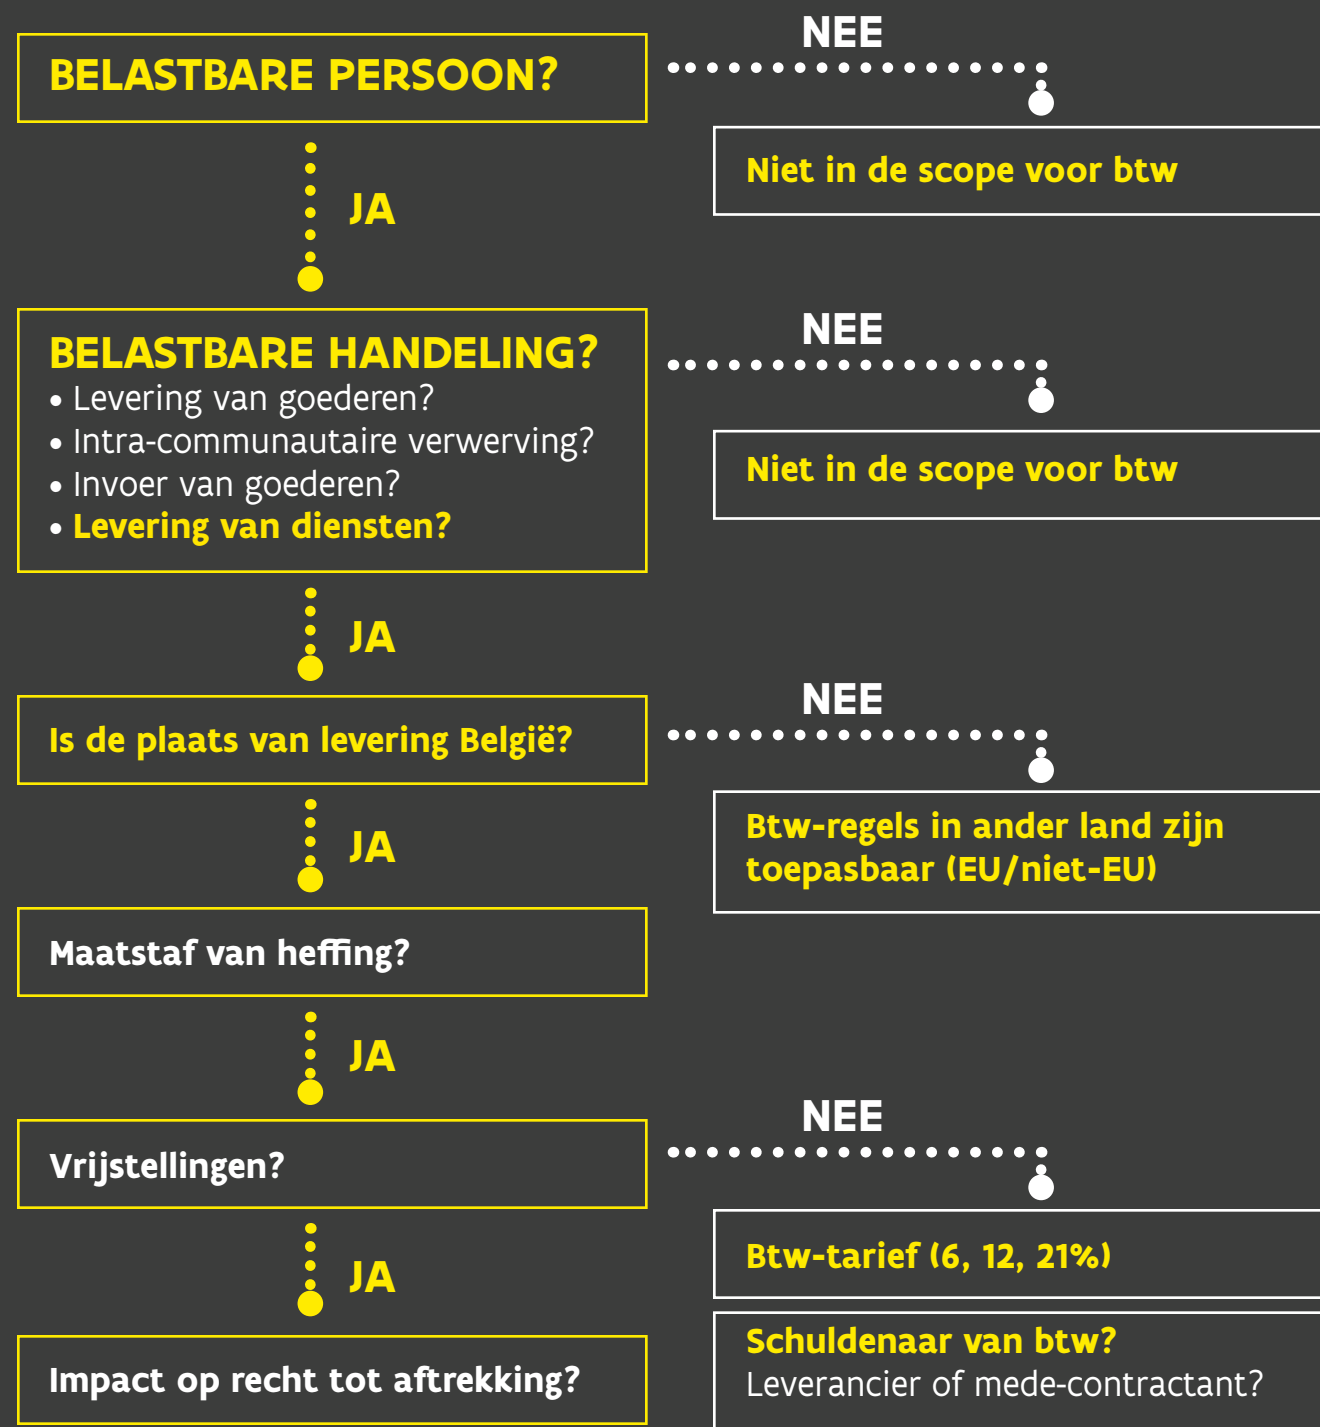 BELASTBARE PERSOON?
NEE
Niet in de scope voor btw
JA
BELASTBARE HANDELING?
• Levering van goederen?
• Intra-communautaire verwerving?
• Invoer van goederen?
• Levering van diensten?
NEE
Niet in de scope voor btw
JA
Is de plaats van levering België?
NEE
Btw-regels in ander land zijn
toepasbaar (EU/niet-EU)
JA
Maatstaf van heffing?
JA
Vrijstellingen?
NEE
Btw-tarief (6, 12, 21%)
Schuldenaar van btw?
Leverancier of mede-contractant?
JA
Impact op recht tot aftrekking?